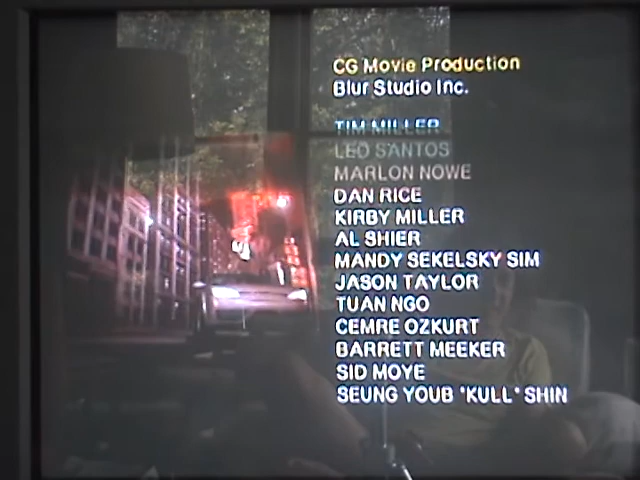 CG Movie Production
Blur Studio Inc.
TIM MILLER
LEO SANTOS
MARLON NOWE
DAN RICE
KIRBY MILLER
AL SHIER
MANDY SEKELSKY SIM
JASON TAYLOR
TUAN NGO
CEMRE OZKURT
BARRETT MEEKER
SID MOYE
SEUNG YOUB "KULL" SHIN